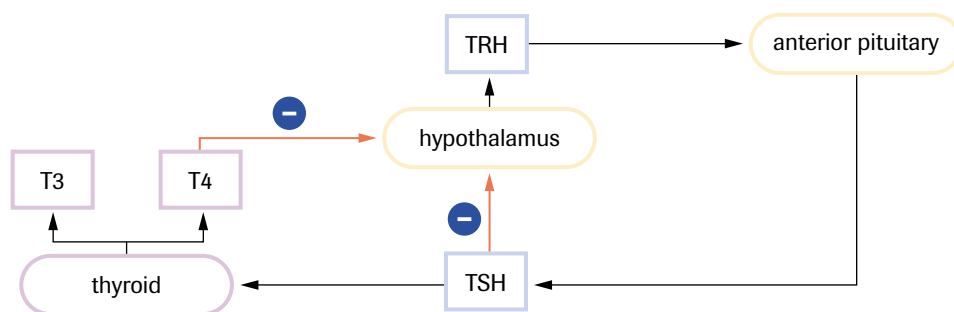 TRH
anterior pituitary
−
hypothalamus
T3
T4
−
thyroid
TSH